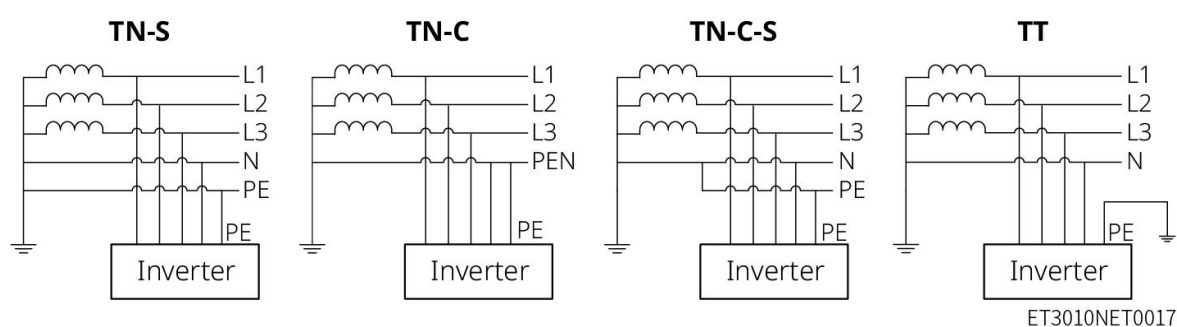 TN-S TN-C TN-C-S TT
L1 L1 L1 L1
L2 L2 L2 L2
L3 L3 L3 L3
N PEN N N
PE PE
PE PE PE PE
Inverter Inverter Inverter Inverter
ET3010NET0017